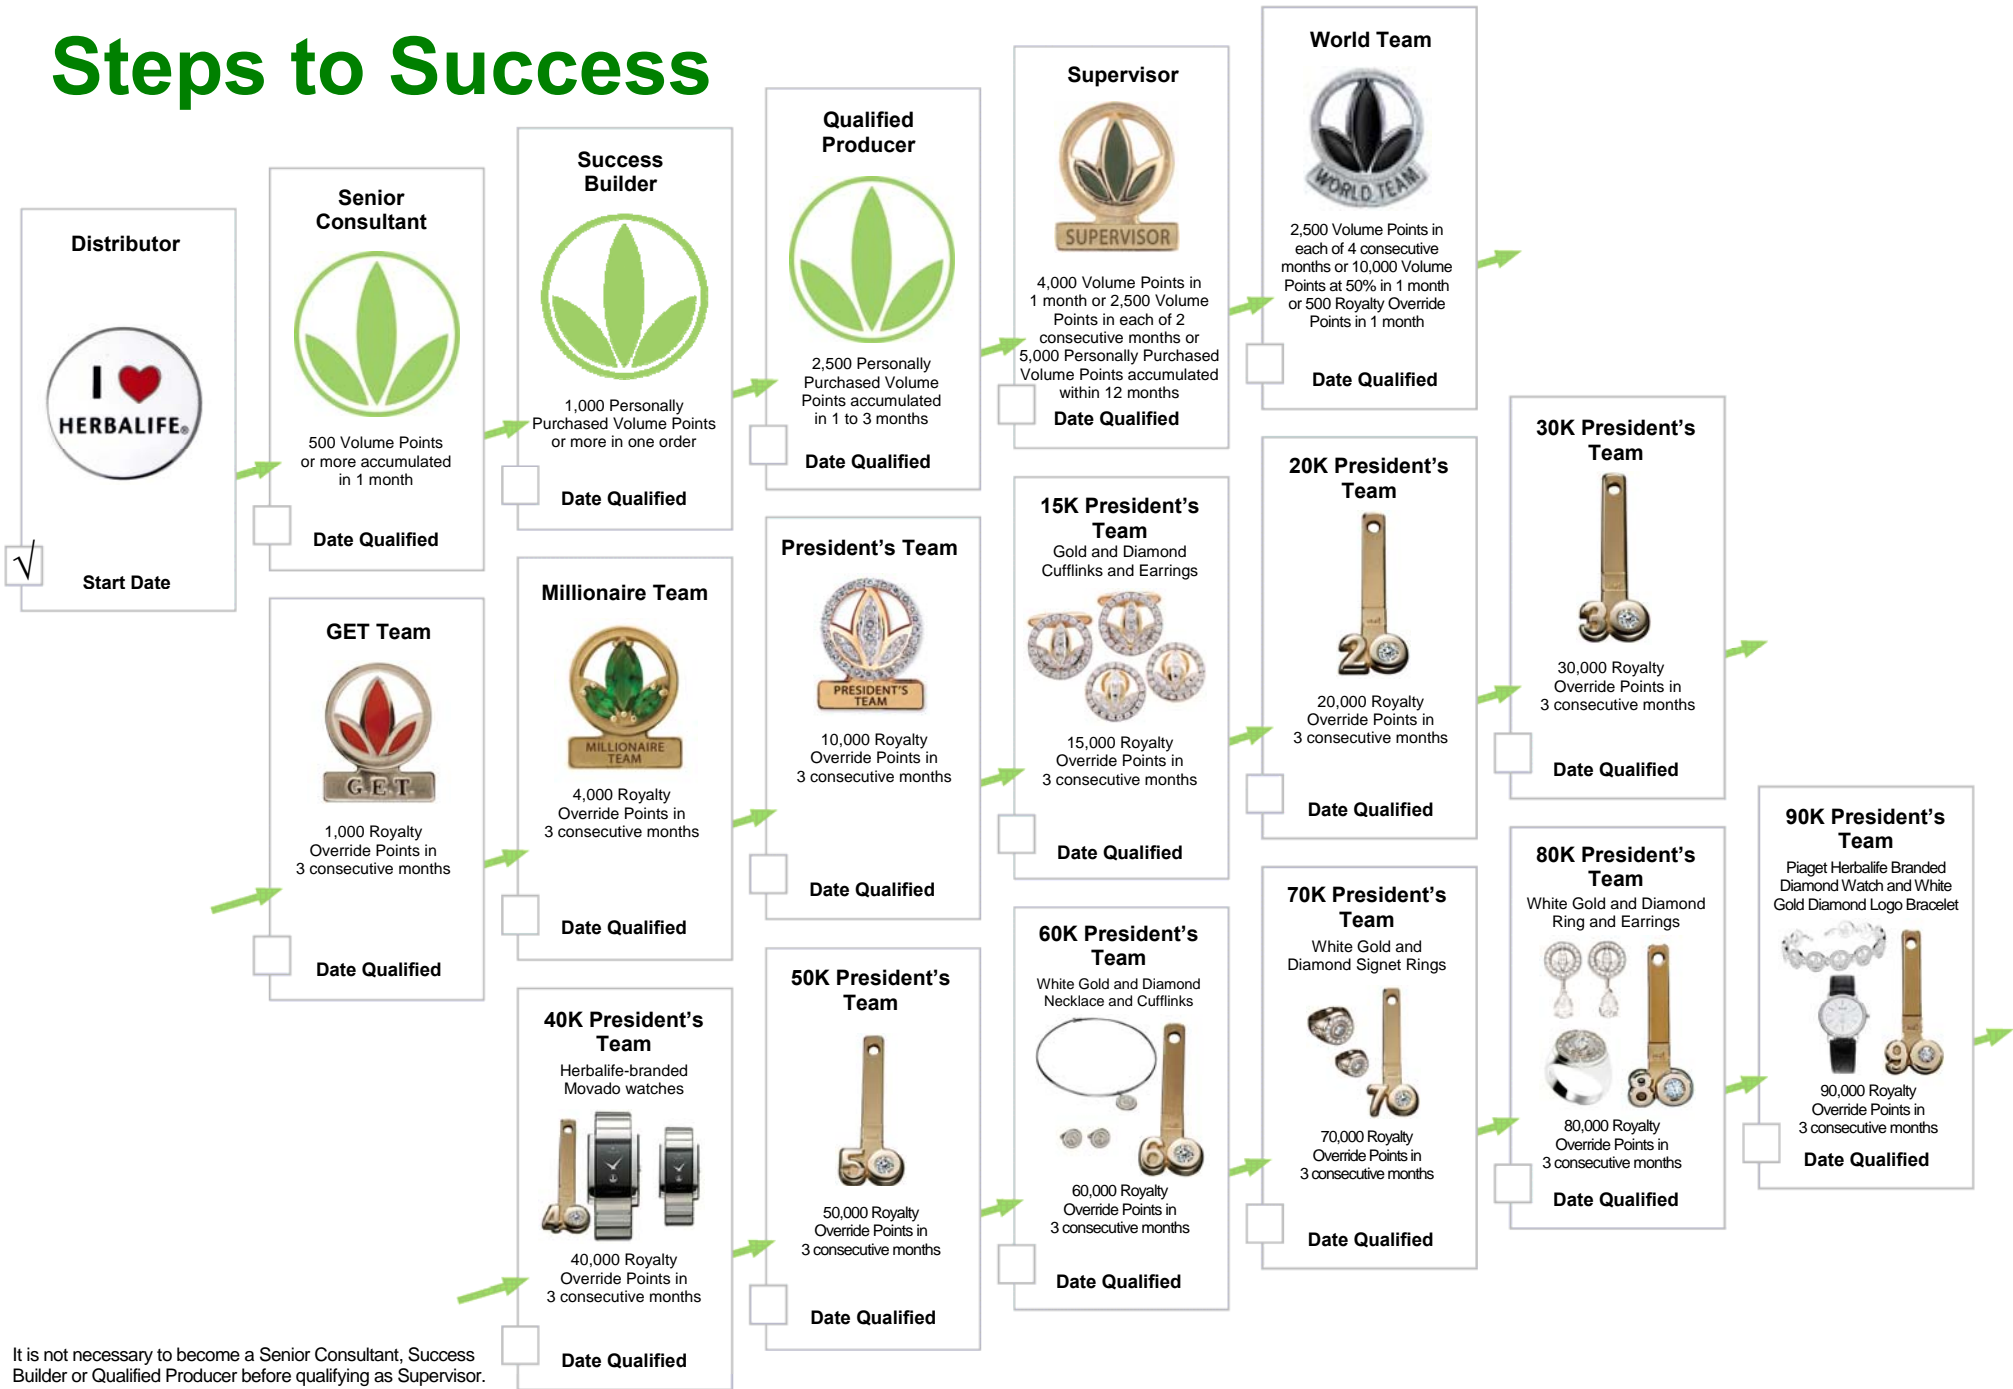 Steps to Success
Distributor
I
HERBALIFE®
√
Start Date
Senior
Consultant
500 Volume Points
or more accumulated
in 1 month
Date Qualified
Success
Builder
1,000 Personally
Purchased Volume Points
or more in one order
Date Qualified
Qualified
Producer
2,500 Personally
Purchased Volume
Points accumulated
in 1 to 3 months
Date Qualified
Supervisor
SUPERVISOR
4,000 Volume Points in
1 month or 2,500 Volume
Points in each of 2
consecutive months or
5,000 Personally Purchased
Volume Points accumulated
within 12 months
Date Qualified
World Team
WORLD TEAM
2,500 Volume Points in
each of 4 consecutive
months or 10,000 Volume
Points at 50% in 1 month
or 500 Royalty Override
Points in 1 month
Date Qualified
GET Team
G.E.T.
1,000 Royalty
Override Points in
3 consecutive months
Date Qualified
Millionaire Team
MILLIONAIRE
TEAM
4,000 Royalty
Override Points in
3 consecutive months
Date Qualified
President's Team
PRESIDENT'S
TEAM
10,000 Royalty
Override Points in
3 consecutive months
Date Qualified
15K President's
Team
Gold and Diamond
Cufflinks and Earrings
15,000 Royalty
Override Points in
3 consecutive months
Date Qualified
20K President's
Team
20
20,000 Royalty
Override Points in
3 consecutive months
Date Qualified
30K President's
Team
30
30,000 Royalty
Override Points in
3 consecutive months
Date Qualified
40K President's
Team
Herbalife-branded
Movado watches
40
40,000 Royalty
Override Points in
3 consecutive months
Date Qualified
50K President's
Team
50
50,000 Royalty
Override Points in
3 consecutive months
Date Qualified
60K President's
Team
White Gold and Diamond
Necklace and Cufflinks
60
60,000 Royalty
Override Points in
3 consecutive months
Date Qualified
70K President's
Team
White Gold and
Diamond Signet Rings
70
70,000 Royalty
Override Points in
3 consecutive months
Date Qualified
80K President's
Team
White Gold and Diamond
Ring and Earrings
80
80,000 Royalty
Override Points in
3 consecutive months
Date Qualified
90K President's
Team
Piaget Herbalife Branded
Diamond Watch and White
Gold Diamond Logo Bracelet
90
90,000 Royalty
Override Points in
3 consecutive months
Date Qualified
It is not necessary to become a Senior Consultant, Success
Builder or Qualified Producer before qualifying as Supervisor.